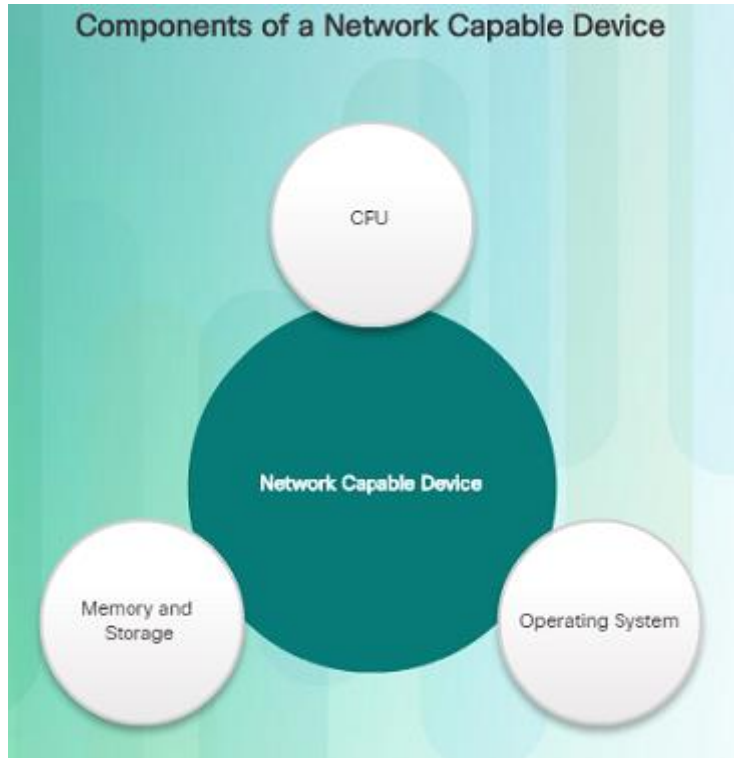 Components of a Network Capable Device
CPU
Network Capable Device
Memory and
Storage
Operating System